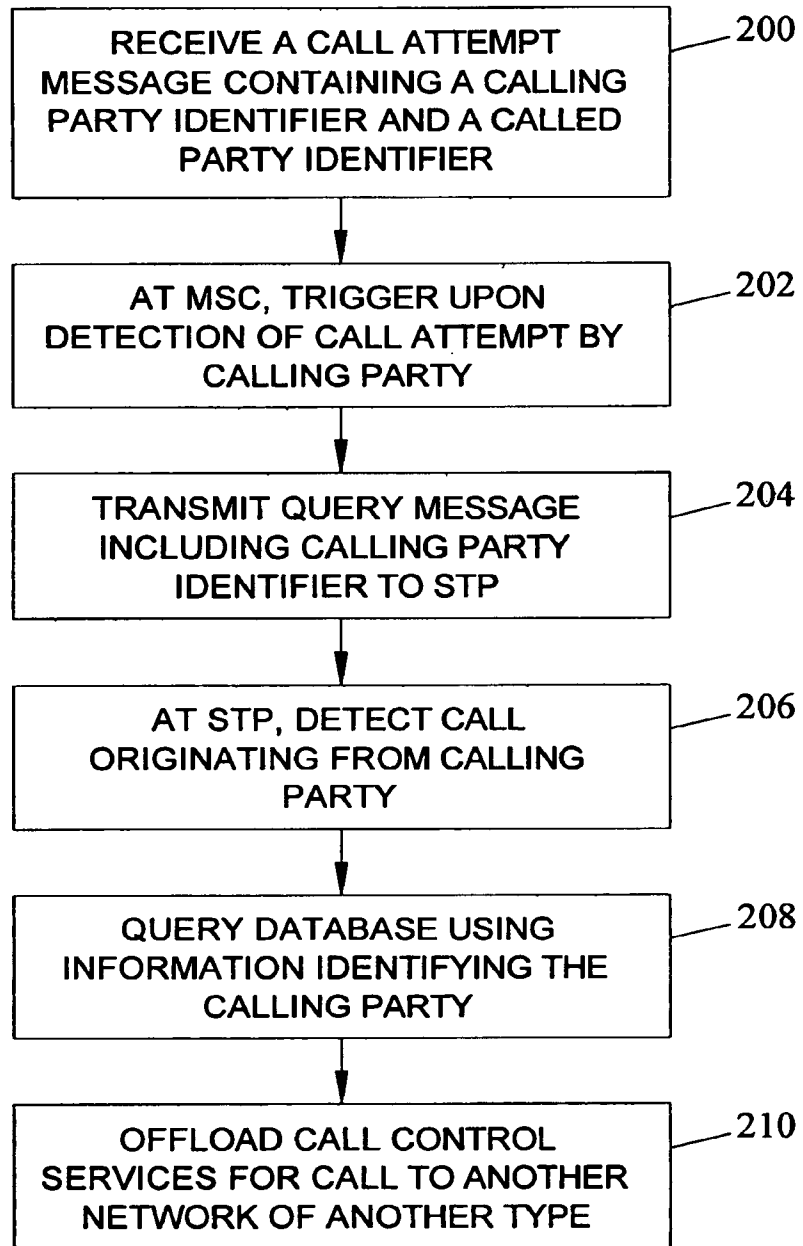 RECEIVE A CALL ATTEMPT
MESSAGE CONTAINING A CALLING
PARTY IDENTIFIER AND A CALLED
PARTY IDENTIFIER
200
AT MSC, TRIGGER UPON
DETECTION OF CALL ATTEMPT BY
CALLING PARTY
202
TRANSMIT QUERY MESSAGE
INCLUDING CALLING PARTY
IDENTIFIER TO STP
204
AT STP, DETECT CALL
ORIGINATING FROM CALLING
PARTY
206
QUERY DATABASE USING
INFORMATION IDENTIFYING THE
CALLING PARTY
208
OFFLOAD CALL CONTROL
SERVICES FOR CALL TO ANOTHER
NETWORK OF ANOTHER TYPE
210